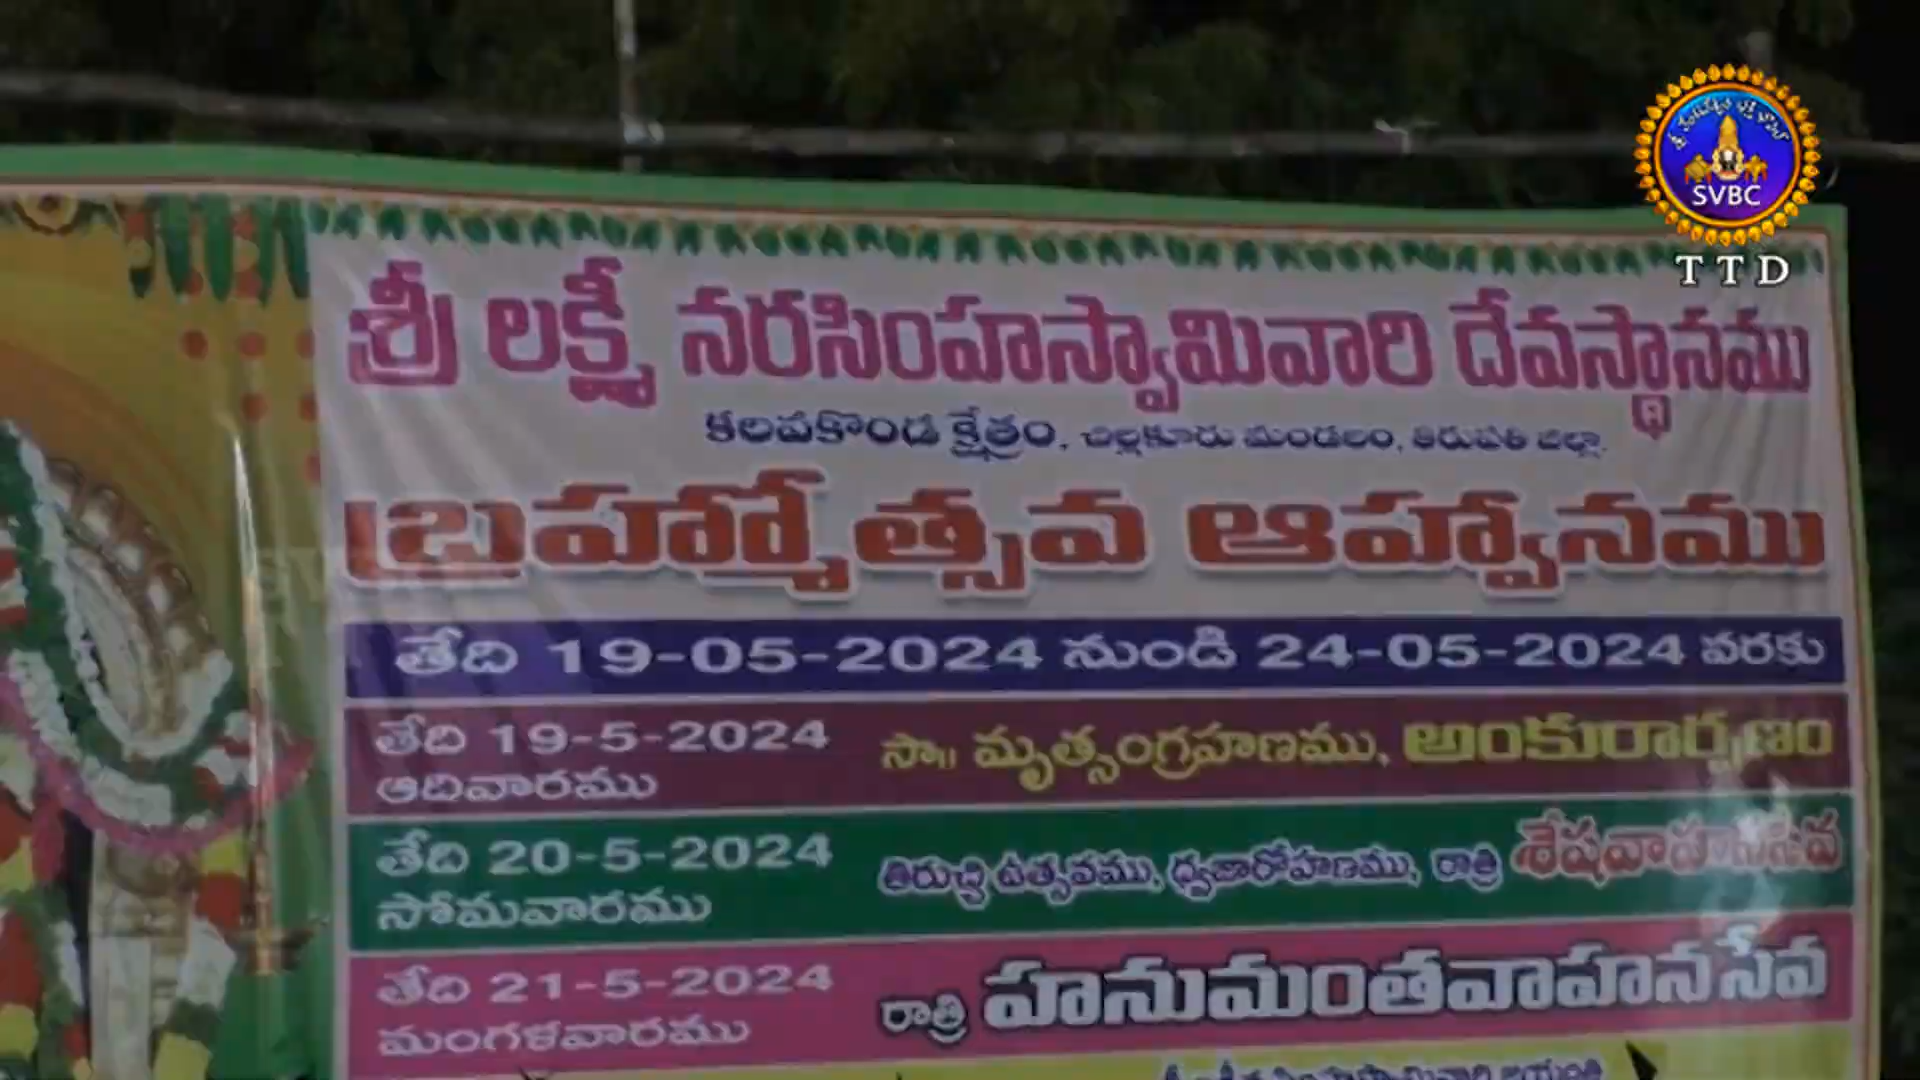 SVBC
TTD
శ్రీ లక్ష్మీ నరసింహస్వామివారి దేవస్థానము
కలవకొండ క్షేత్రం, చిల్లకూరు మండలం, తిరుపతి జిల్లా.
బ్రహ్మోత్సవ ఆహ్వానము
తేది 19-05-2024 నుండి 24-05-2024 వరకు
తేది 19-5-2024 సా॥ మృత్సంగ్రహణము, అంకురార్పణం
ఆదివారము
తేది 20-5-2024 తిరుచ్చి ఉత్సవము, ధ్వజారోహణము, రాత్రి శేషవాహనసేవ
సోమవారము
తేది 21-5-2024 రాత్రి హనుమంతవాహనసేవ
మంగళవారము